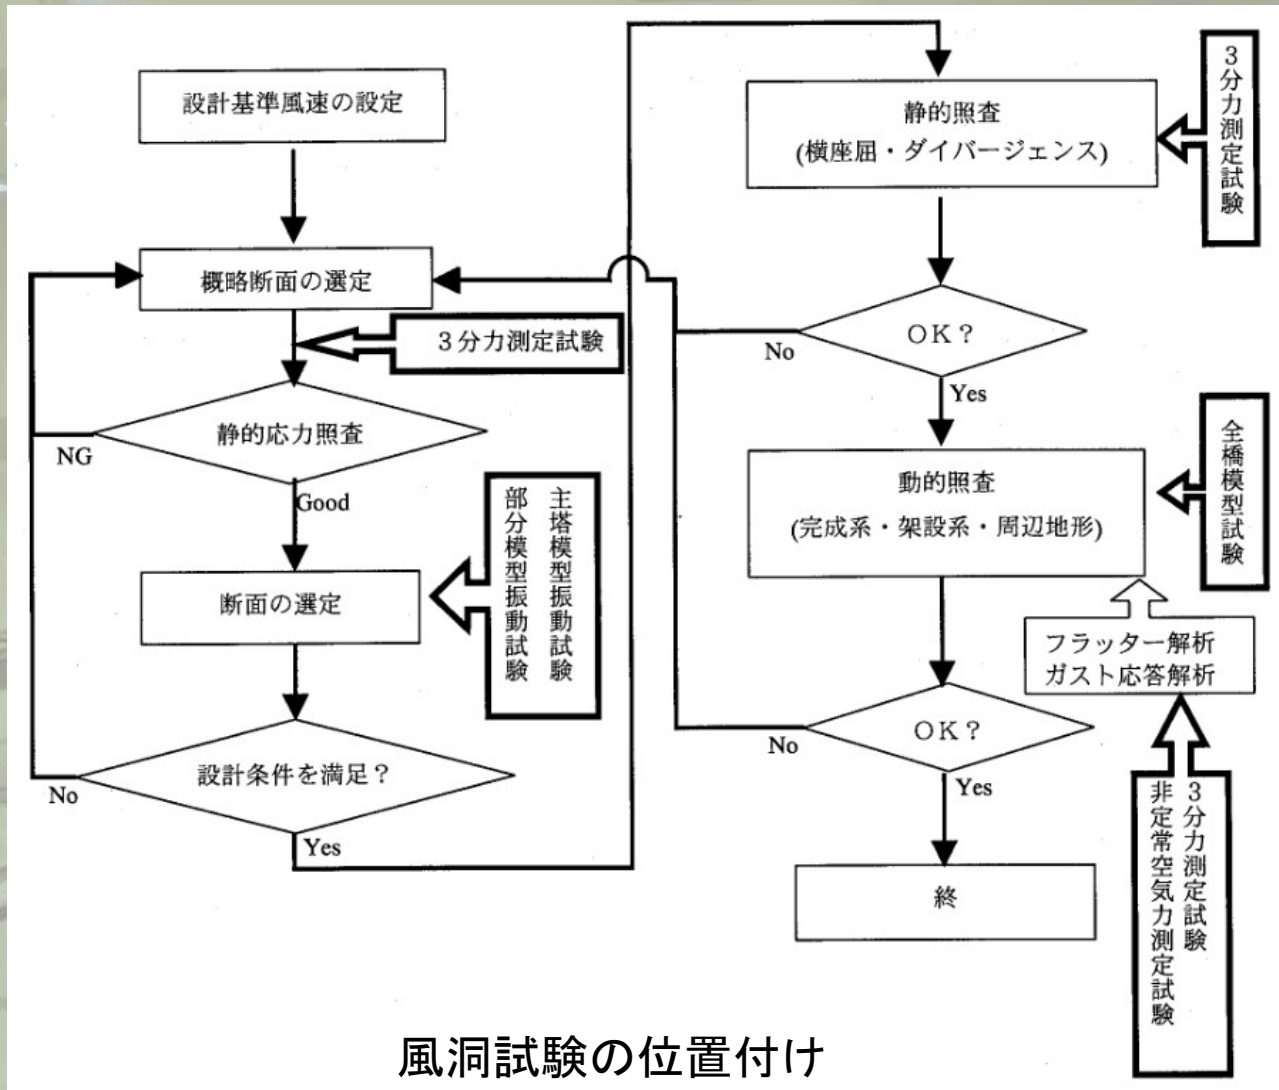 設計基準風速の設定
概略断面の選定
3分力測定試験
静的応力照査
NG
Good
主塔模型振動試験
部分模型振動試験
断面の選定
設計条件を満足?
No
Yes
静的照査
(横座屈・ダイバージェンス)
3分力測定試験
OK?
No
Yes
動的照査
(完成系・架設系・周辺地形)
全橋模型試験
フラッター解析
ガスト応答解析
3分力測定試験
非定常空気力測定試験
OK?
No
Yes
終
風洞試験の位置付け